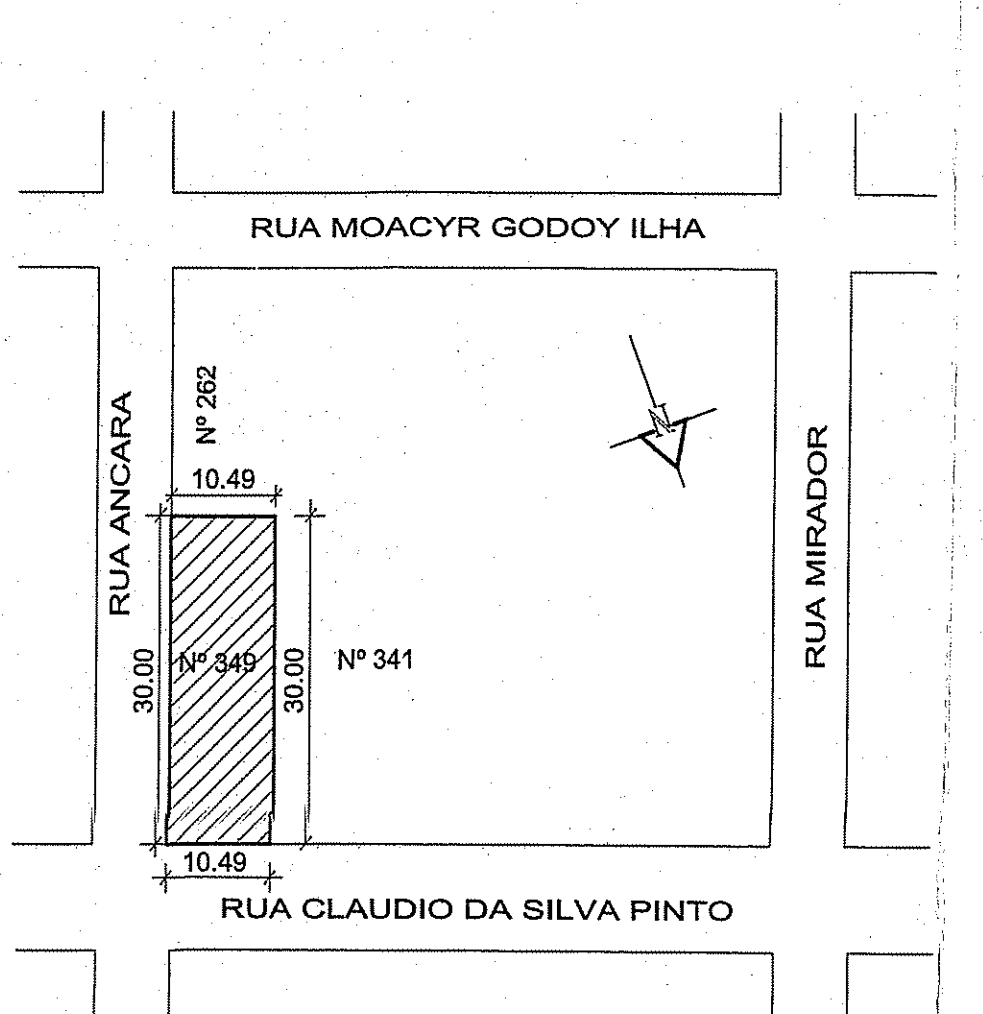 RUA MOACYR GODOY ILHA
Nº 262
N
10.49
RUA ANCARA
RUA MIRADOR
30.00
Nº 349
30.00
Nº 341
10.49
RUA CLAUDIO DA SILVA PINTO